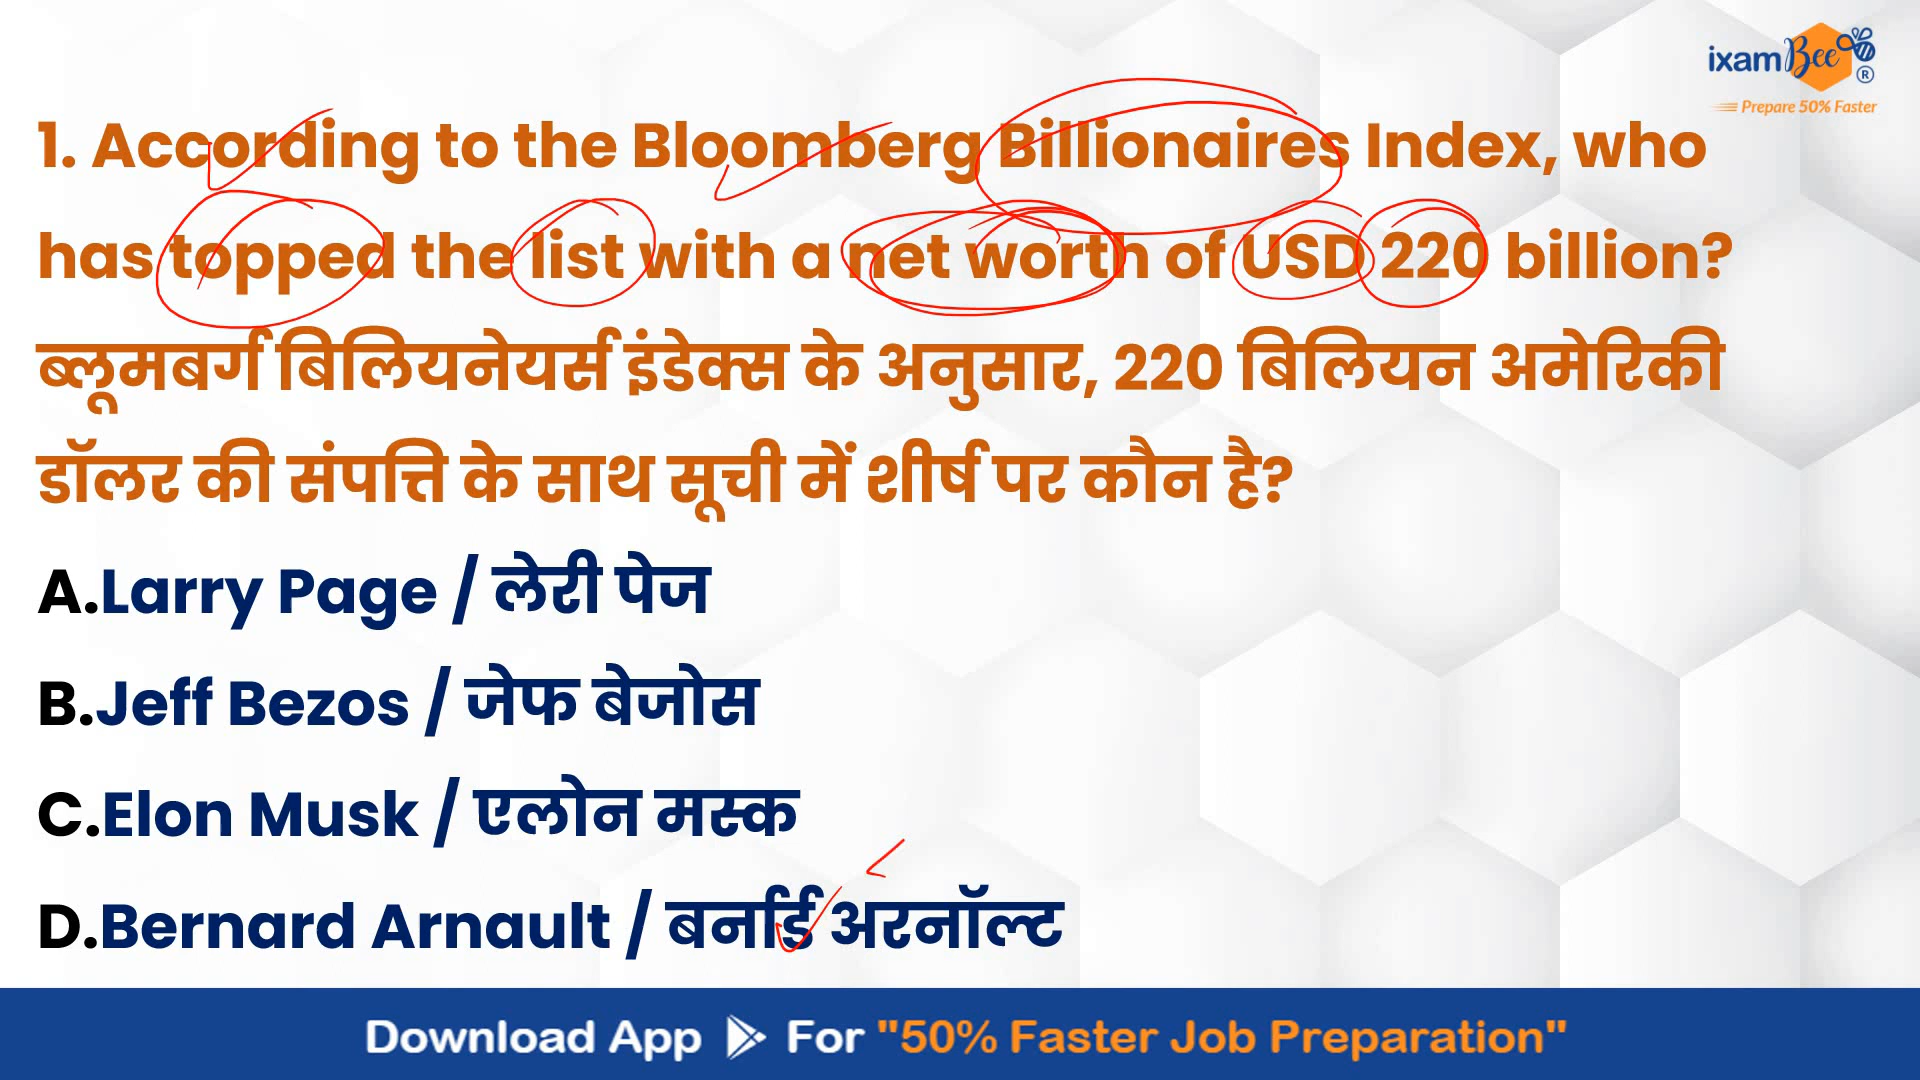 ixamBee®
Prepare 50% Faster
1. According to the Bloomberg Billionaires Index, who
has topped the list with a net worth of USD 220 billion?
ब्लूमबर्ग बिलियनेयर्स इंडेक्स के अनुसार, 220 बिलियन अमेरिकी
डॉलर की संपत्ति के साथ सूची में शीर्ष पर कौन है?
A.Larry Page / लेरी पेज
B.Jeff Bezos / जेफ बेजोस
C.Elon Musk / एलोन मस्क
D.Bernard Arnault / बर्नार्ड अरनॉल्ट
Download App For "50% Faster Job Preparation"